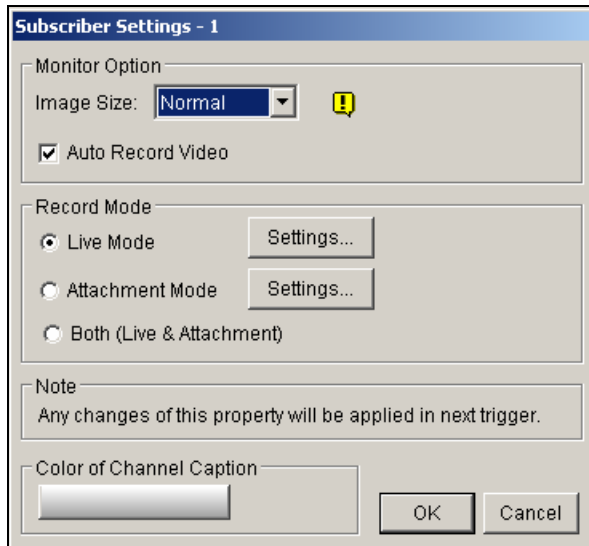 Subscriber Settings - 1
Monitor Option
Image Size: Normal
Auto Record Video
Record Mode
Live Mode Settings...
Attachment Mode Settings...
Both (Live & Attachment)
Note
Any changes of this property will be applied in next trigger.
Color of Channel Caption
OK Cancel